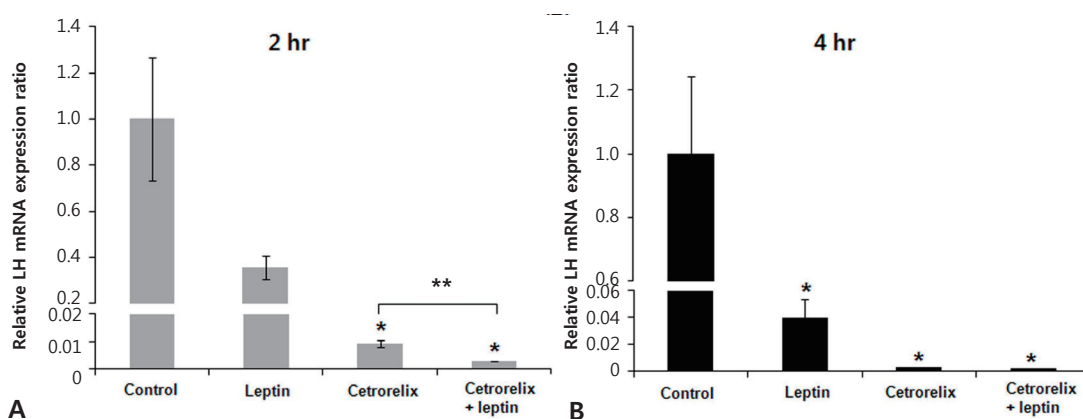 2 hr
Relative LH mRNA expression ratio
1.4
1.2
1.0
0.8
0.6
0.4
0.2
0.02
0.01
0
**
*
*
Control
Leptin
Cetrorelix
Cetrorelix
+ leptin
A
4 hr
Relative LH mRNA expression ratio
1.4
1.2
1.0
0.8
0.6
0.06
0.04
0.02
0
*
*
*
Control
Leptin
Cetrorelix
Cetrorelix
+ leptin
B